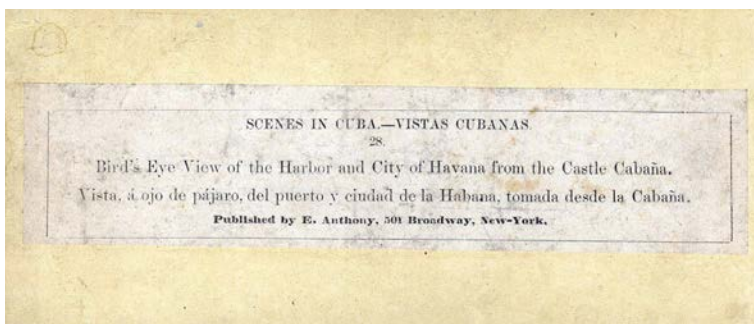 SCENES IN CUBA.—VISTAS CUBANAS.
28.
Bird's Eye View of the Harbor and City of Havana from the Castle Cabaña.
Vista, á ojo de pájaro, del puerto y ciudad de la Habana, tomada desde la Cabaña.
Published by E. Anthony, 501 Broadway, New-York.